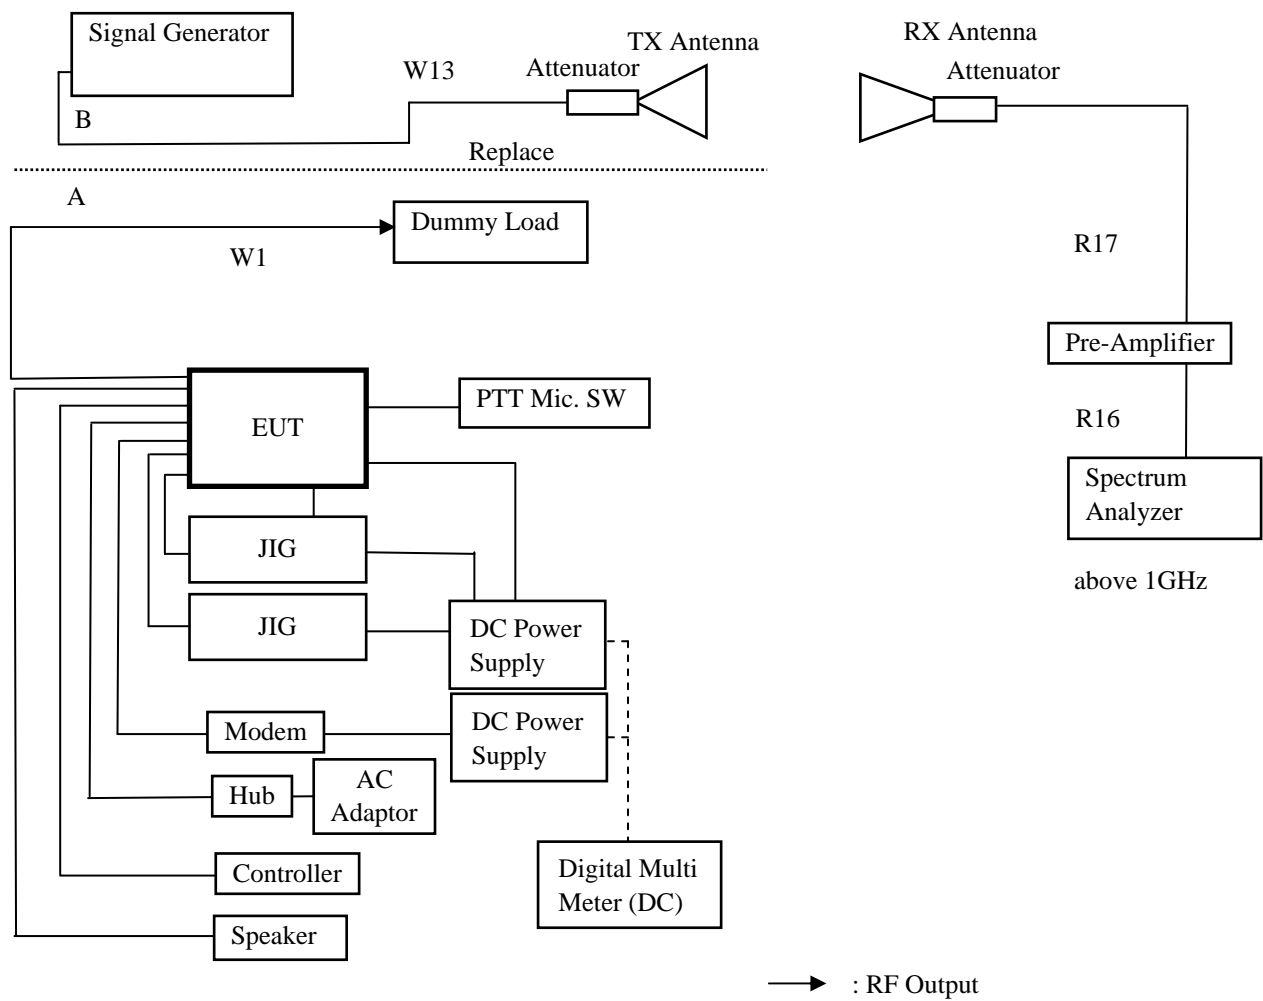 Signal Generator
TX Antenna
RX Antenna
W13
Attenuator
Attenuator
B
Replace
A
Dummy Load
W1
R17
Pre-Amplifier
EUT
PTT Mic. SW
R16
Spectrum
Analyzer
JIG
above 1GHz
JIG
DC Power
Supply
Modem
DC Power
Supply
Hub
AC
Adaptor
Controller
Digital Multi
Meter (DC)
Speaker
: RF Output